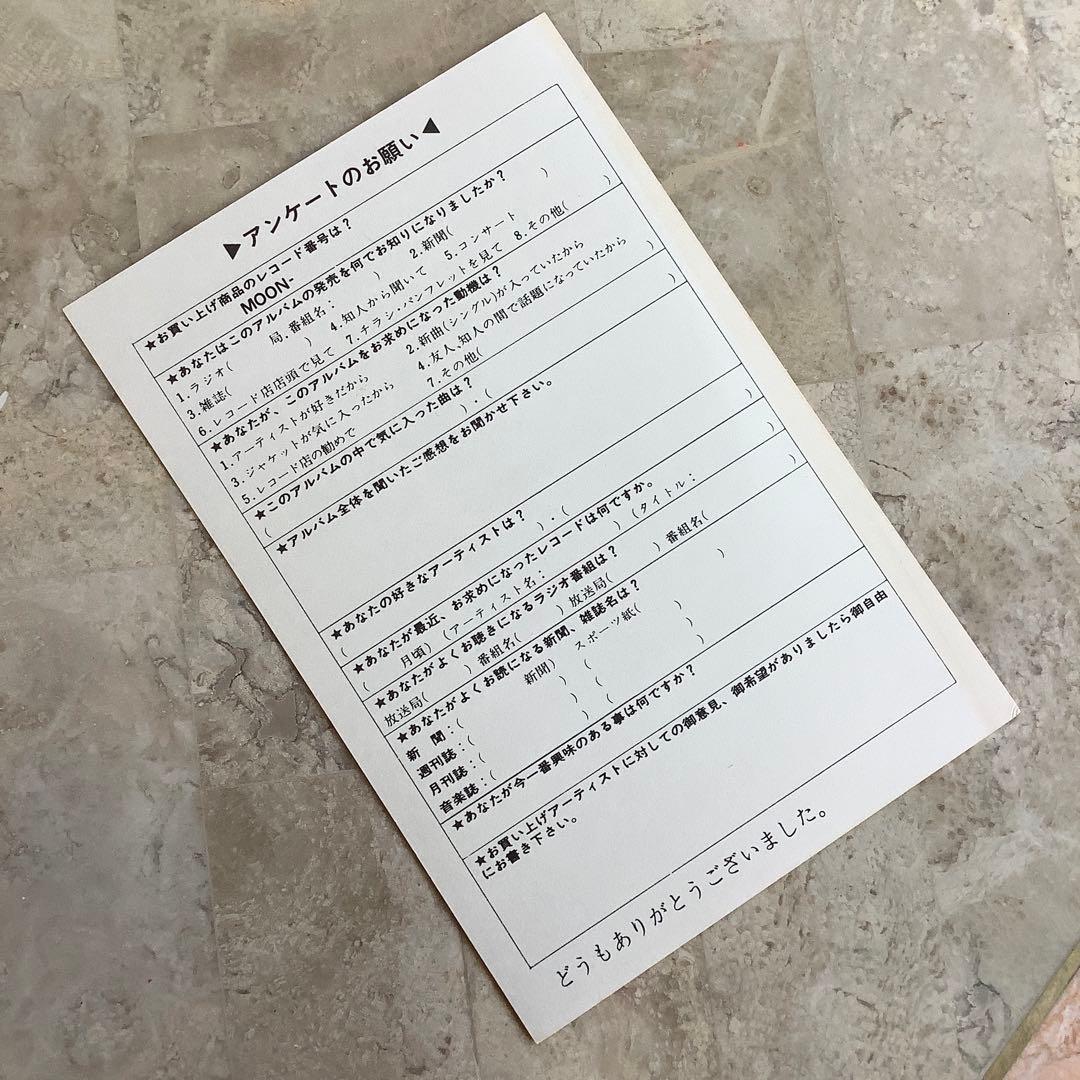 ▶アンケートのお願い◀
★お買い上げ商品のレコード番号は？
MOON-
★あなたはこのアルバムの発売を何でお知りになりましたか？
1.ラジオ(　　局.番組名：　　) 2.新聞(　　)
3.雑誌(　　) 4.知人から聞いて 5.コンサート
6.レコード店店頭で見て 7.チラシ・パンフレットを見て 8.その他(　　)
★あなたが、このアルバムをお求めになった動機は？
1.アーティストが好きだから 2.新曲(シングル)が入っていたから
3.ジャケットが気に入ったから 4.友人、知人の間で話題になっていたから
5.レコード店の勧めで 7.その他(　　)
★このアルバムの中で気に入った曲は？
(　　)・(　　)
★アルバム全体を聞いたご感想をお聞かせ下さい。
★あなたの好きなアーティストは？
(　　)・(　　)
★あなたが最近、お求めになったレコードは何ですか。
(　　月頃) (アーティスト名：　　) (タイトル：　　)
★あなたがよくお聴きになるラジオ番組は？
放送局(　　) 番組名(　　) 放送局(　　) 番組名(　　)
★あなたがよくお読になる新聞、雑誌名は？
新　聞：(　　新聞) スポーツ紙(　　)
週刊誌：(　　) (　　)
月刊誌：(　　) (　　)
音楽誌：(　　) (　　)
★あなたが今一番興味のある事は何ですか？
★お買い上げアーティストに対しての御意見、御希望がありましたら御自由
にお書き下さい。
どうもありがとうございました。